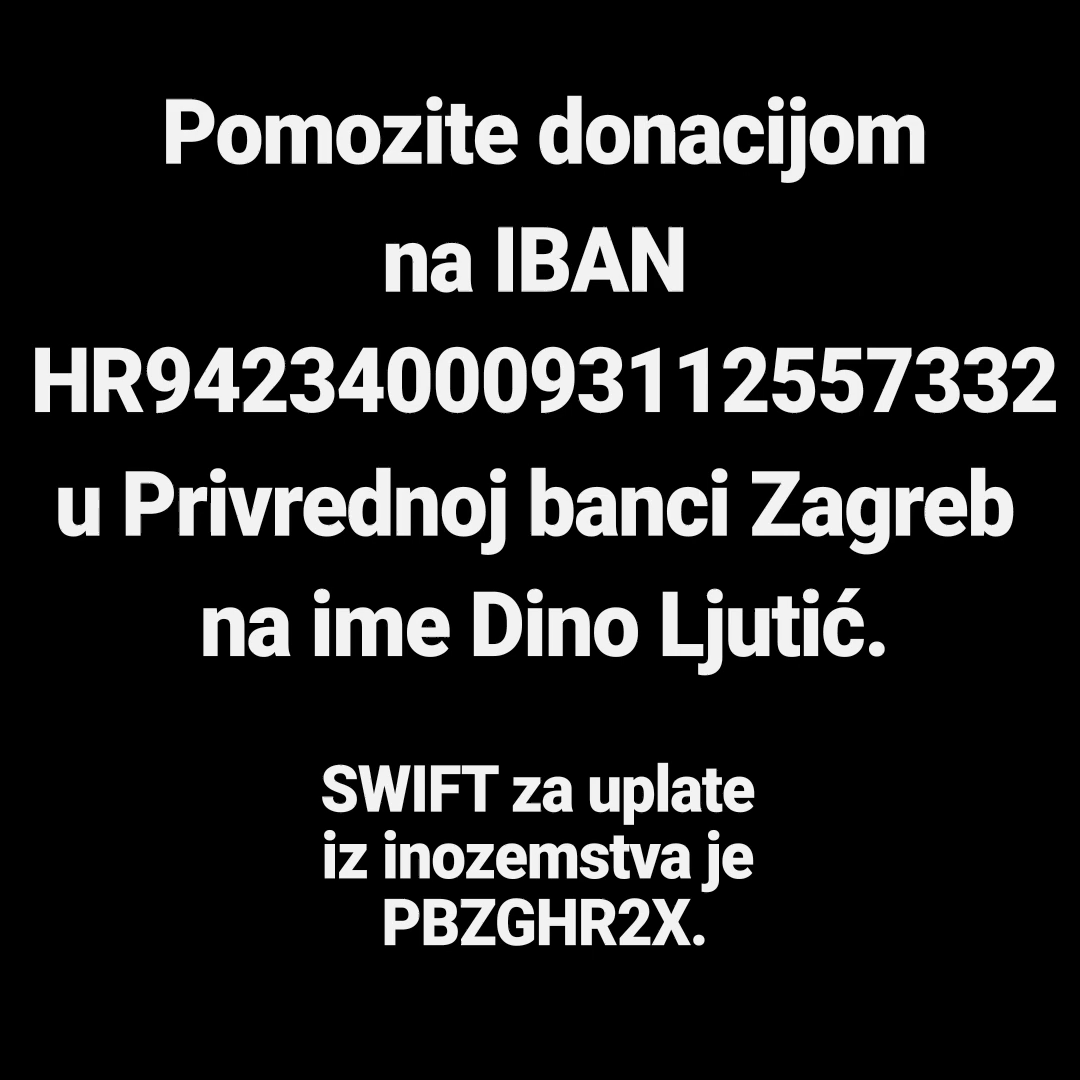 Pomozite donacijom
na IBAN
HR9423400093112557332
u Privrednoj banci Zagreb
na ime Dino Ljutić.
SWIFT za uplate
iz inozemstva je
PBZGHR2X.